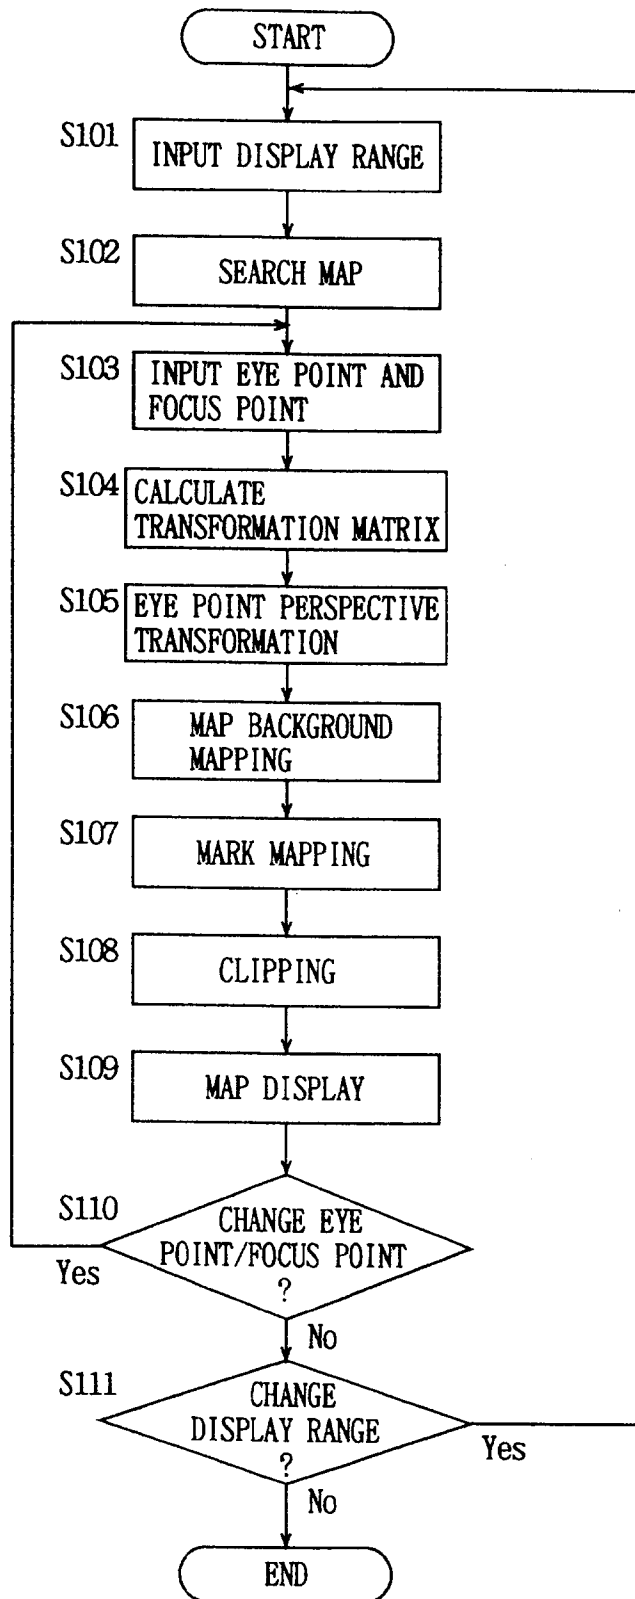 START
S101
INPUT DISPLAY RANGE
S102
SEARCH MAP
S103
INPUT EYE POINT AND
FOCUS POINT
S104
CALCULATE
TRANSFORMATION MATRIX
S105
EYE POINT PERSPECTIVE
TRANSFORMATION
S106
MAP BACKGROUND
MAPPING
S107
MARK MAPPING
S108
CLIPPING
S109
MAP DISPLAY
S110
CHANGE EYE
POINT/FOCUS POINT
?
Yes
No
S111
CHANGE
DISPLAY RANGE
?
Yes
No
END